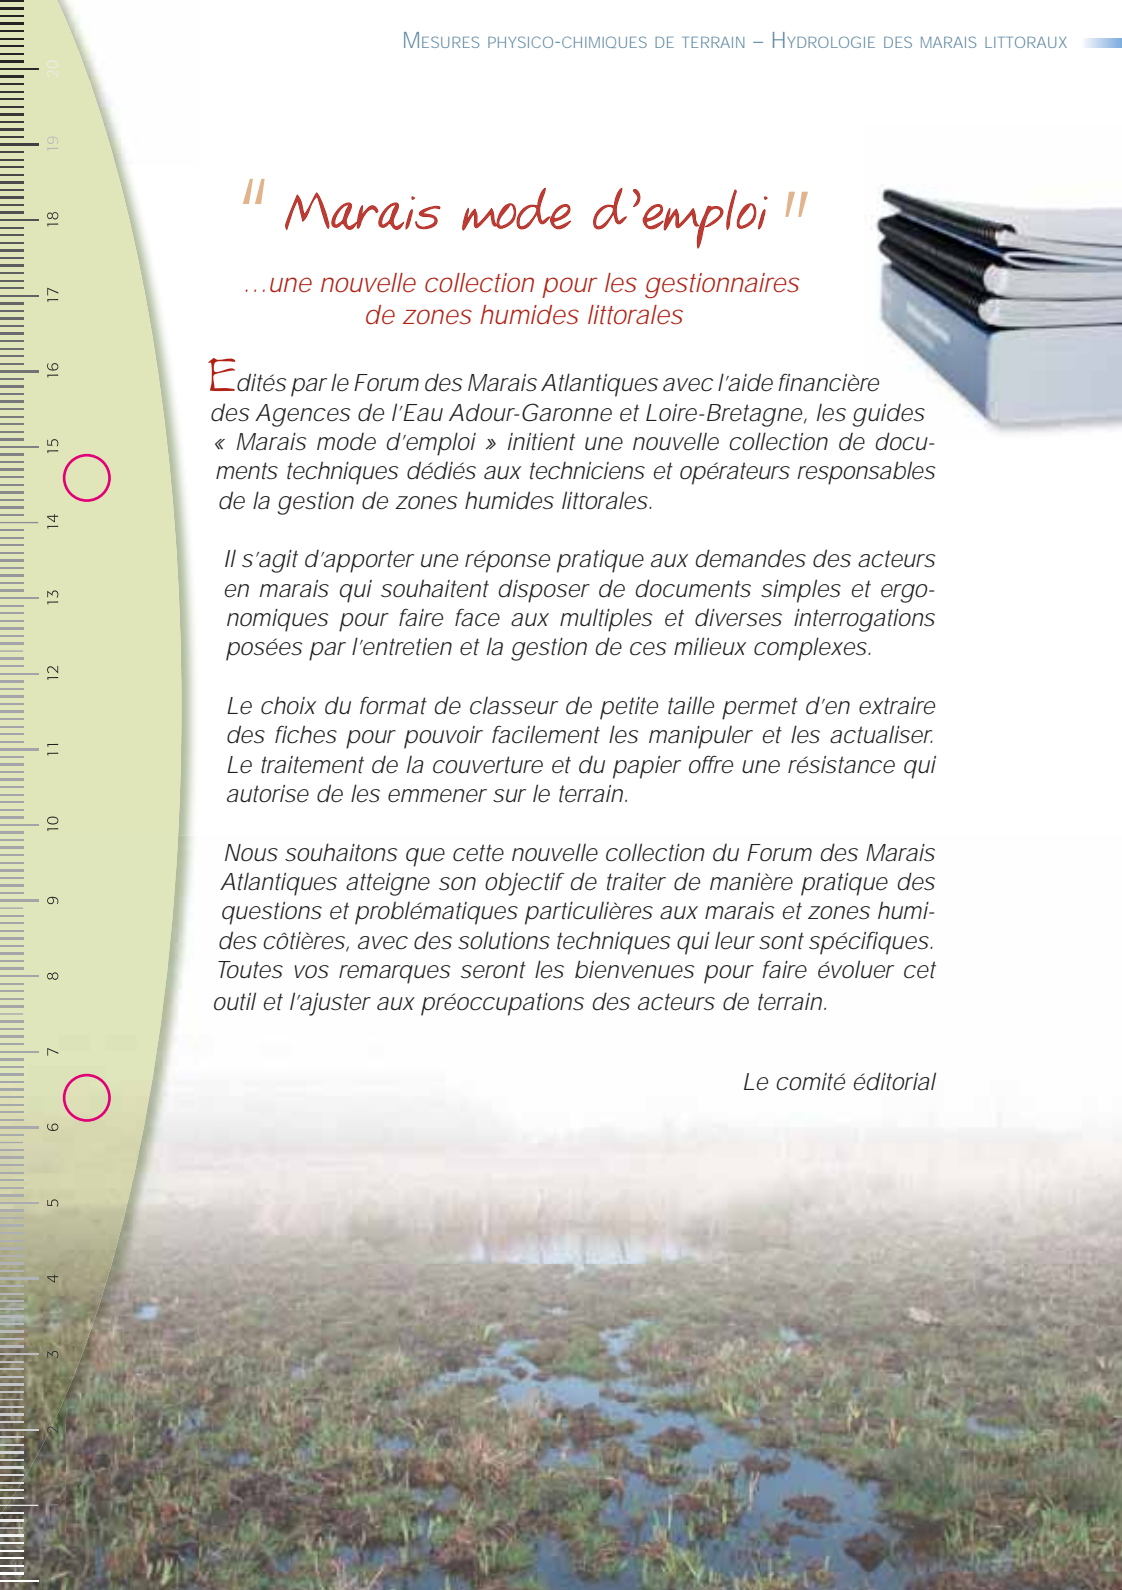 Mesures physico-chimiques de terrain – Hydrologie des marais littoraux
" Marais mode d'emploi "
…une nouvelle collection pour les gestionnaires
de zones humides littorales
Edités par le Forum des Marais Atlantiques avec l'aide financière
des Agences de l'Eau Adour-Garonne et Loire-Bretagne, les guides
« Marais mode d'emploi » initient une nouvelle collection de docu-
ments techniques dédiés aux techniciens et opérateurs responsables
de la gestion de zones humides littorales.
Il s'agit d'apporter une réponse pratique aux demandes des acteurs
en marais qui souhaitent disposer de documents simples et ergo-
nomiques pour faire face aux multiples et diverses interrogations
posées par l'entretien et la gestion de ces milieux complexes.
Le choix du format de classeur de petite taille permet d'en extraire
des fiches pour pouvoir facilement les manipuler et les actualiser.
Le traitement de la couverture et du papier offre une résistance qui
autorise de les emmener sur le terrain.
Nous souhaitons que cette nouvelle collection du Forum des Marais
Atlantiques atteigne son objectif de traiter de manière pratique des
questions et problématiques particulières aux marais et zones humi-
des côtières, avec des solutions techniques qui leur sont spécifiques.
Toutes vos remarques seront les bienvenues pour faire évoluer cet
outil et l'ajuster aux préoccupations des acteurs de terrain.
Le comité éditorial
20
19
18
17
16
15
14
13
12
11
10
9
8
7
6
5
4
3
2